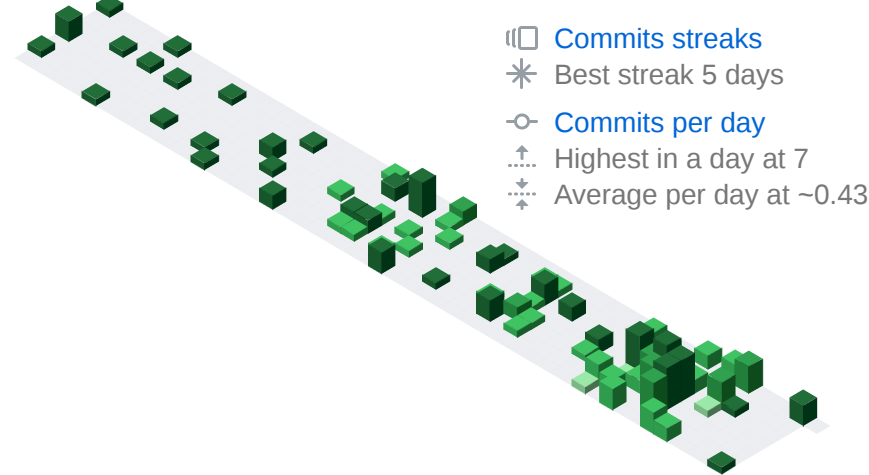 Commits streaks
Best streak 5 days
Commits per day
Highest in a day at 7
Average per day at ~0.43